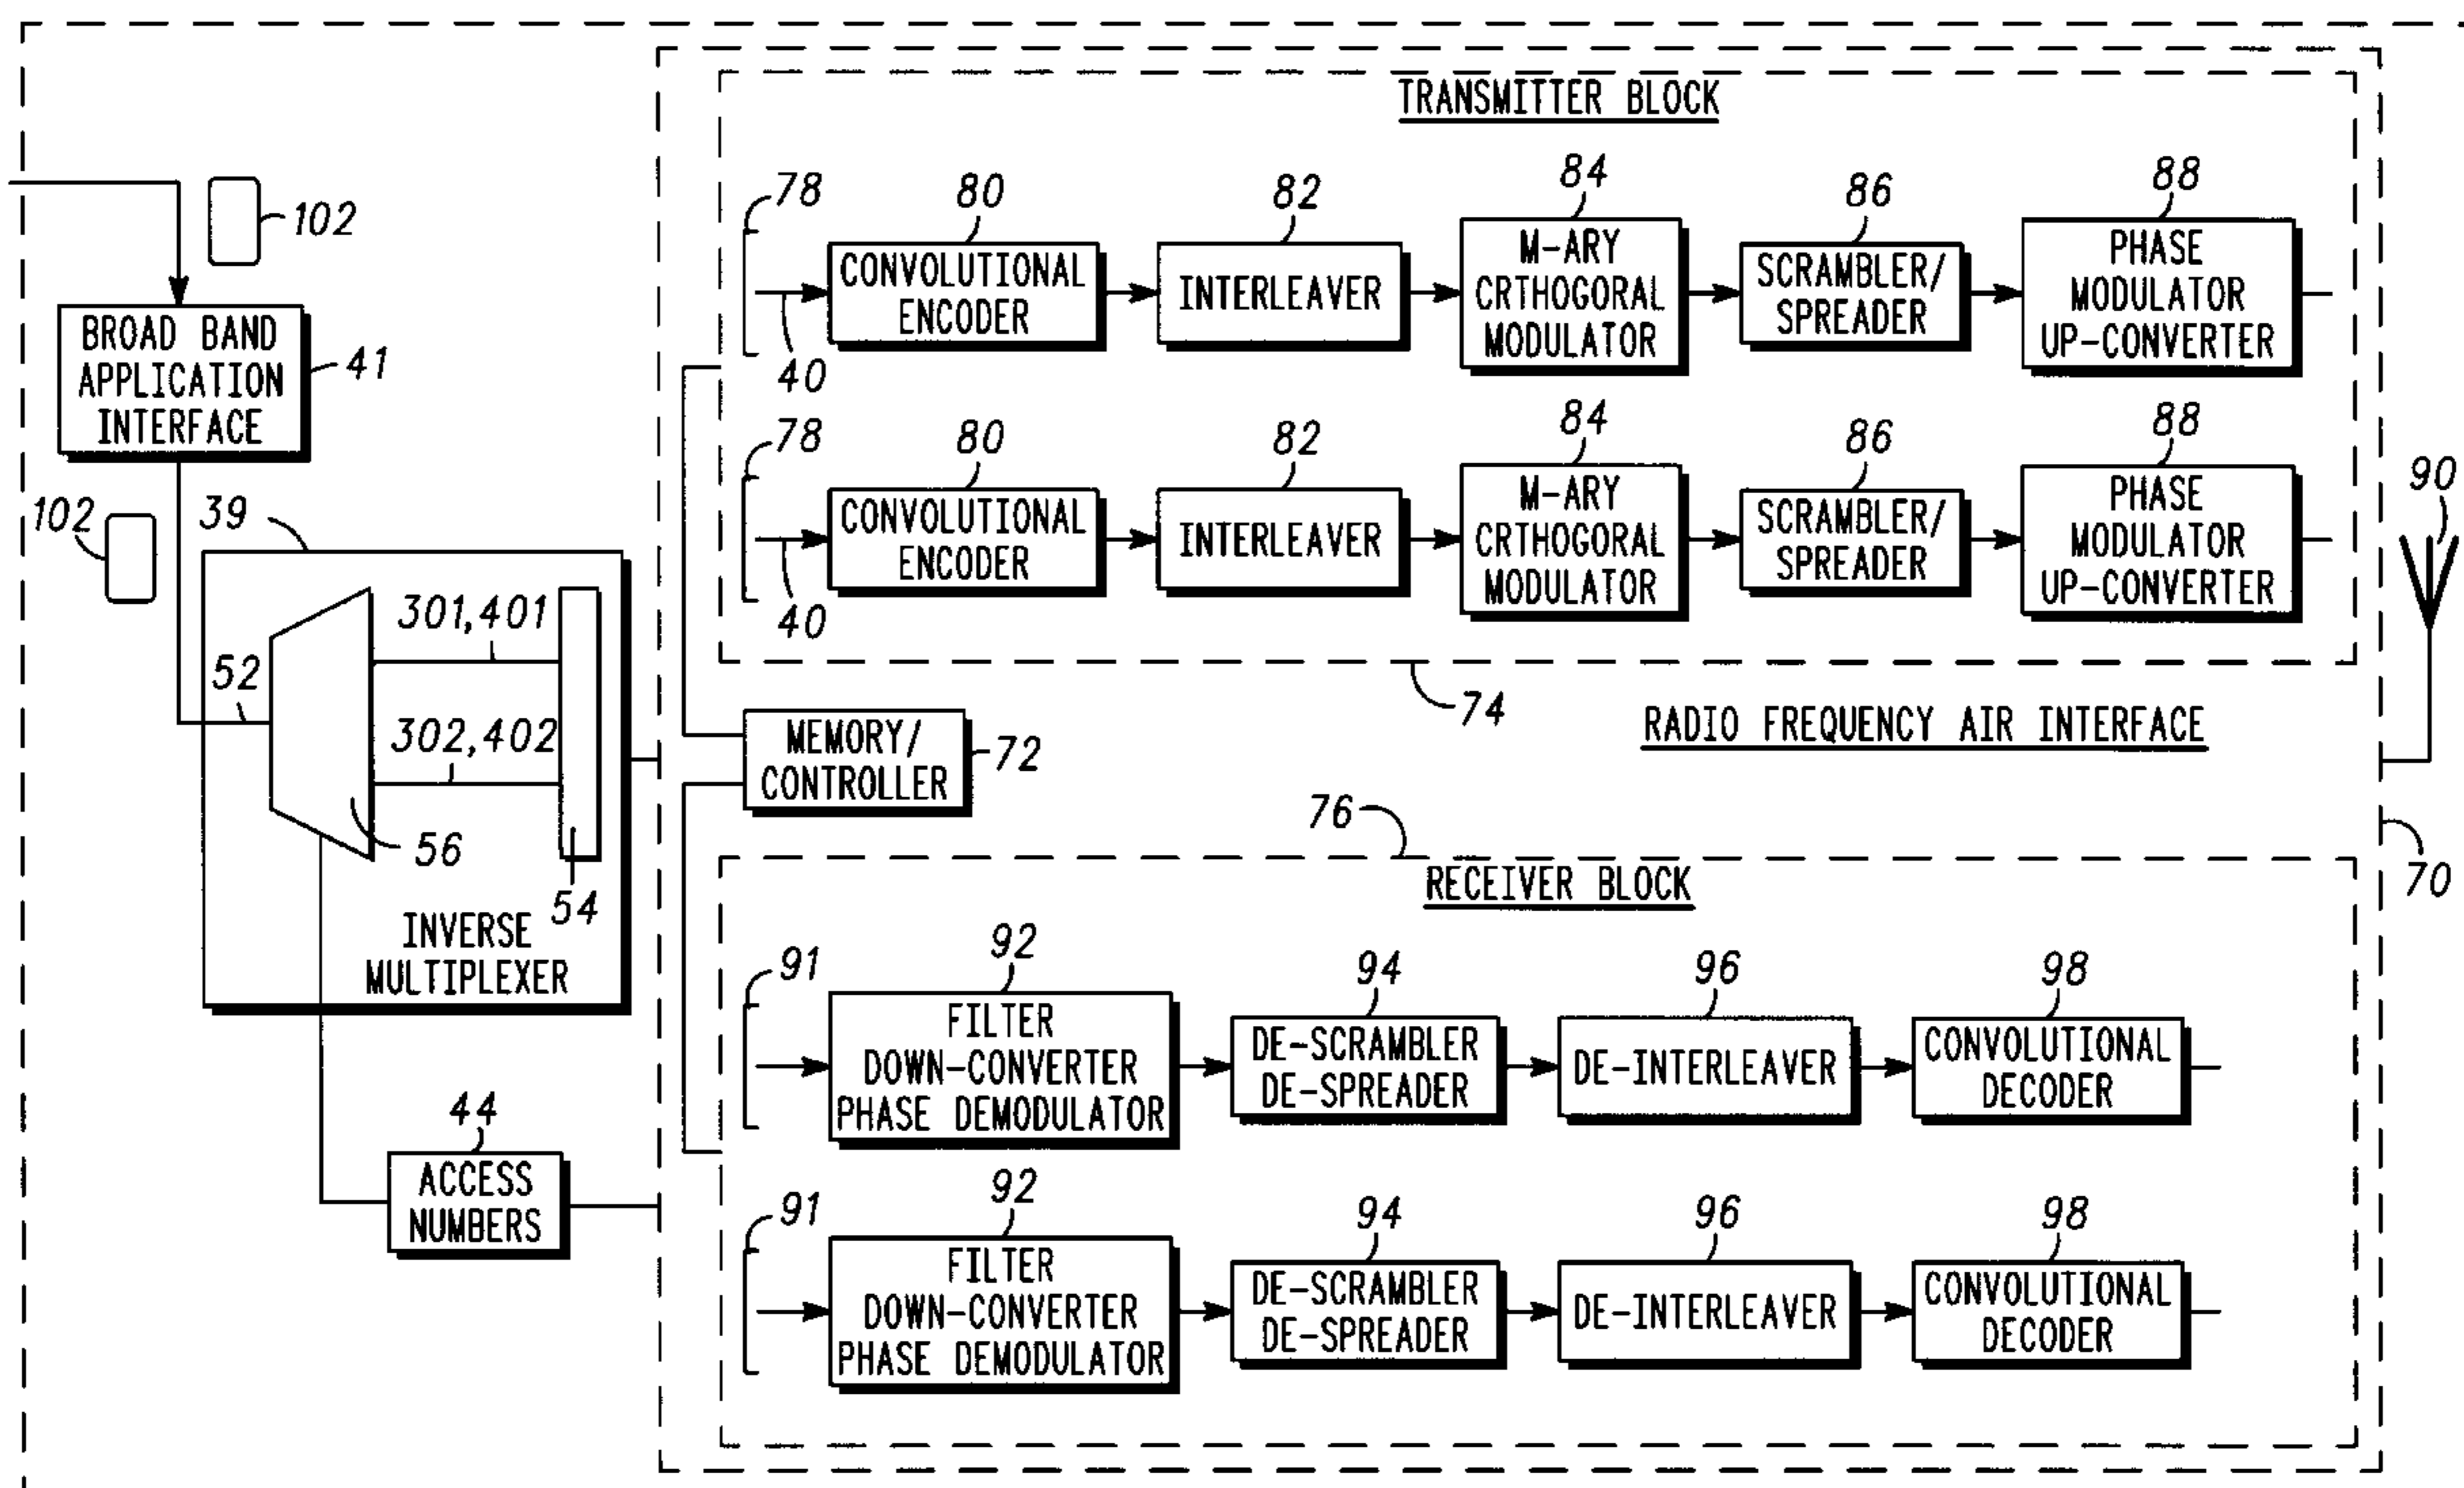 TRANSMITTER BLOCK
102
78
80
82
84
86
88
CONVOLUTIONAL
ENCODER
INTERLEAVER
M-ARY
CRTHOGORAL
MODULATOR
SCRAMBLER/
SPREADER
PHASE
MODULATOR
UP-CONVERTER
40
BROAD BAND
APPLICATION
INTERFACE
41
78
80
82
84
86
88
CONVOLUTIONAL
ENCODER
INTERLEAVER
M-ARY
CRTHOGORAL
MODULATOR
SCRAMBLER/
SPREADER
PHASE
MODULATOR
UP-CONVERTER
40
90
102
39
52
301,401
302,402
56
54
INVERSE
MULTIPLEXER
74
RADIO FREQUENCY AIR INTERFACE
MEMORY/
CONTROLLER
72
76
70
RECEIVER BLOCK
91
92
94
96
98
FILTER
DOWN-CONVERTER
PHASE DEMODULATOR
DE-SCRAMBLER
DE-SPREADER
DE-INTERLEAVER
CONVOLUTIONAL
DECODER
44
ACCESS
NUMBERS
91
92
94
96
98
FILTER
DOWN-CONVERTER
PHASE DEMODULATOR
DE-SCRAMBLER
DE-SPREADER
DE-INTERLEAVER
CONVOLUTIONAL
DECODER